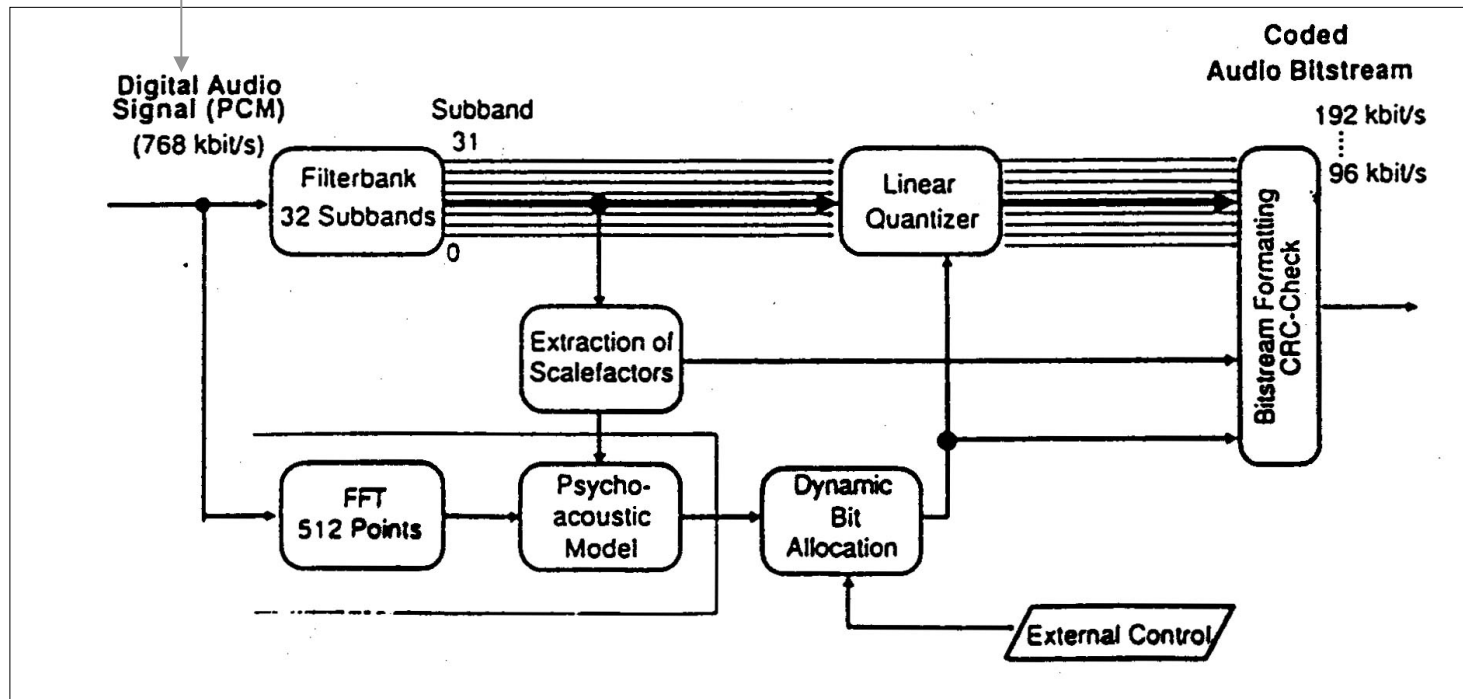 Coded
Audio Bitstream
Digital Audio
Signal (PCM)
(768 kbit/s)
Subband
31
192 kbit/s
96 kbit/s
Filterbank
32 Subbands
0
Linear
Quantizer
Bitstream Formatting
CRC-Check
Extraction of
Scalefactors
FFT
512 Points
Psycho-
acoustic
Model
Dynamic
Bit
Allocation
External Control